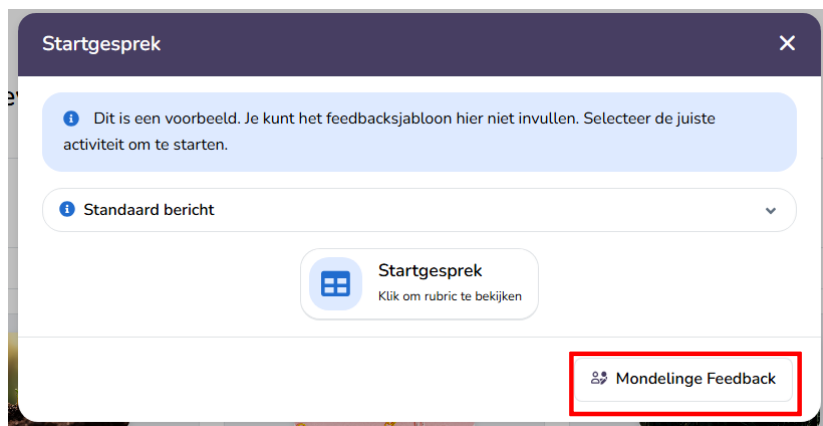 Startgesprek
Dit is een voorbeeld. Je kunt het feedbacksjabloon hier niet invullen. Selecteer de juiste
activiteit om te starten.
Standaard bericht
Startgesprek
Klik om rubric te bekijken
Mondelinge Feedback